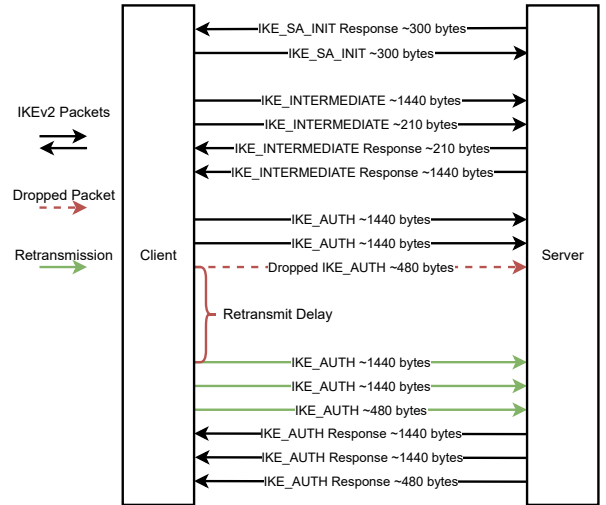 IKE_SA_INIT Response ~300 bytes
IKE_SA_INIT ~300 bytes
IKEv2 Packets
IKE_INTERMEDIATE ~1440 bytes
IKE_INTERMEDIATE ~210 bytes
IKE_INTERMEDIATE Response ~210 bytes
IKE_INTERMEDIATE Response ~1440 bytes
Dropped Packet
IKE_AUTH ~1440 bytes
IKE_AUTH ~1440 bytes
Retransmission
Client
Server
Dropped IKE_AUTH ~480 bytes
Retransmit Delay
IKE_AUTH ~1440 bytes
IKE_AUTH ~1440 bytes
IKE_AUTH ~480 bytes
IKE_AUTH Response ~1440 bytes
IKE_AUTH Response ~1440 bytes
IKE_AUTH Response ~480 bytes